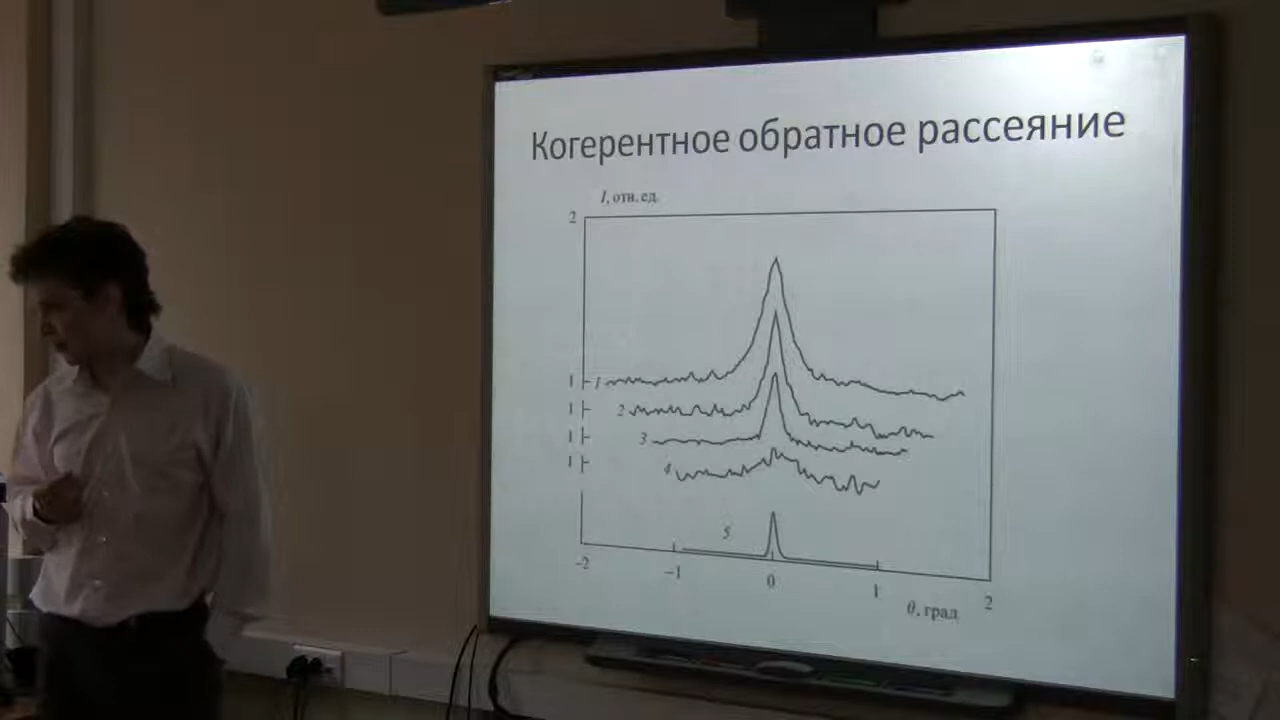 Когерентное обратное рассеяние
I, отн. ед.
2
1 1
1 2
1 3
1 4
5
-2 -1 0 1 2
θ, град